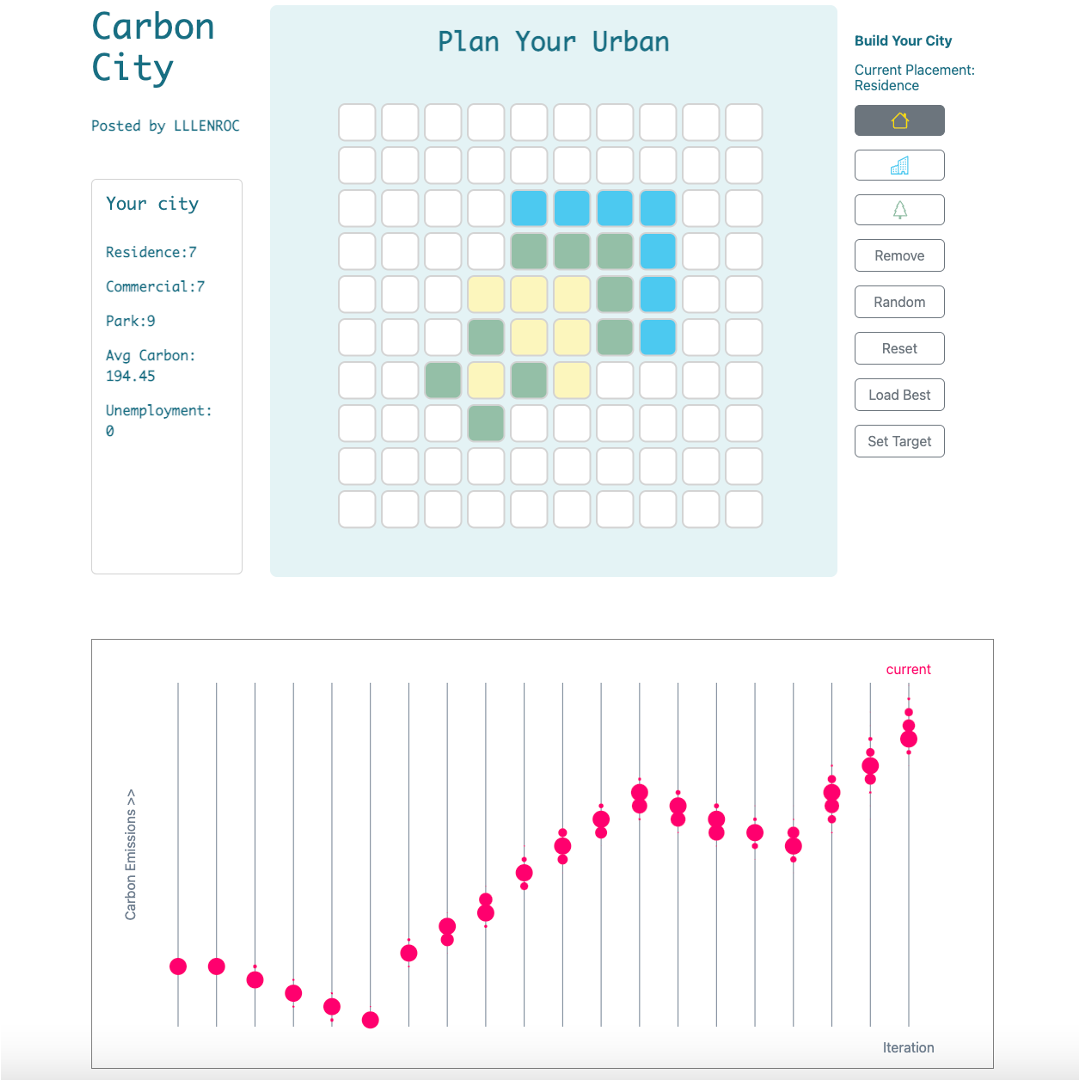 Carbon
City
Posted by LLLENROC
Your city
Residence:7
Commercial:7
Park:9
Avg Carbon:
194.45
Unemployment:
0
Plan Your Urban
Build Your City
Current Placement:
Residence
Remove
Random
Reset
Load Best
Set Target
current
Carbon Emissions >>
Iteration